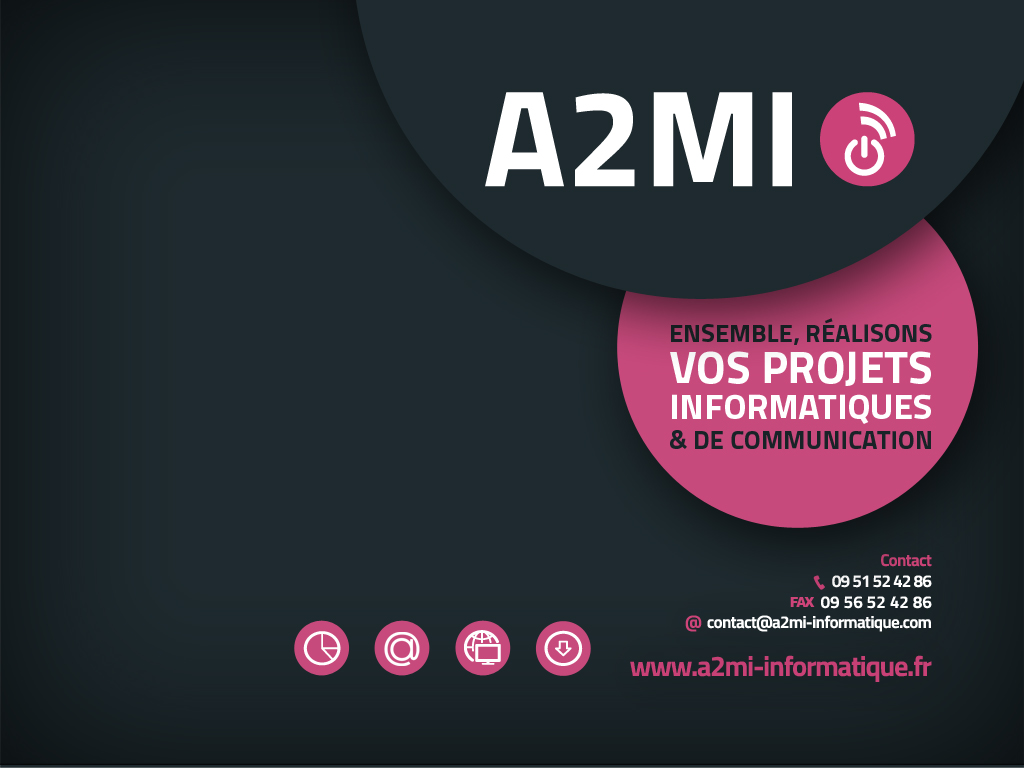 A2MI
ENSEMBLE, RÉALISONS
VOS PROJETS
INFORMATIQUES
& DE COMMUNICATION
Contact
09 51 52 42 86
FAX 09 56 52 42 86
@ contact@a2mi-informatique.com
www.a2mi-informatique.fr